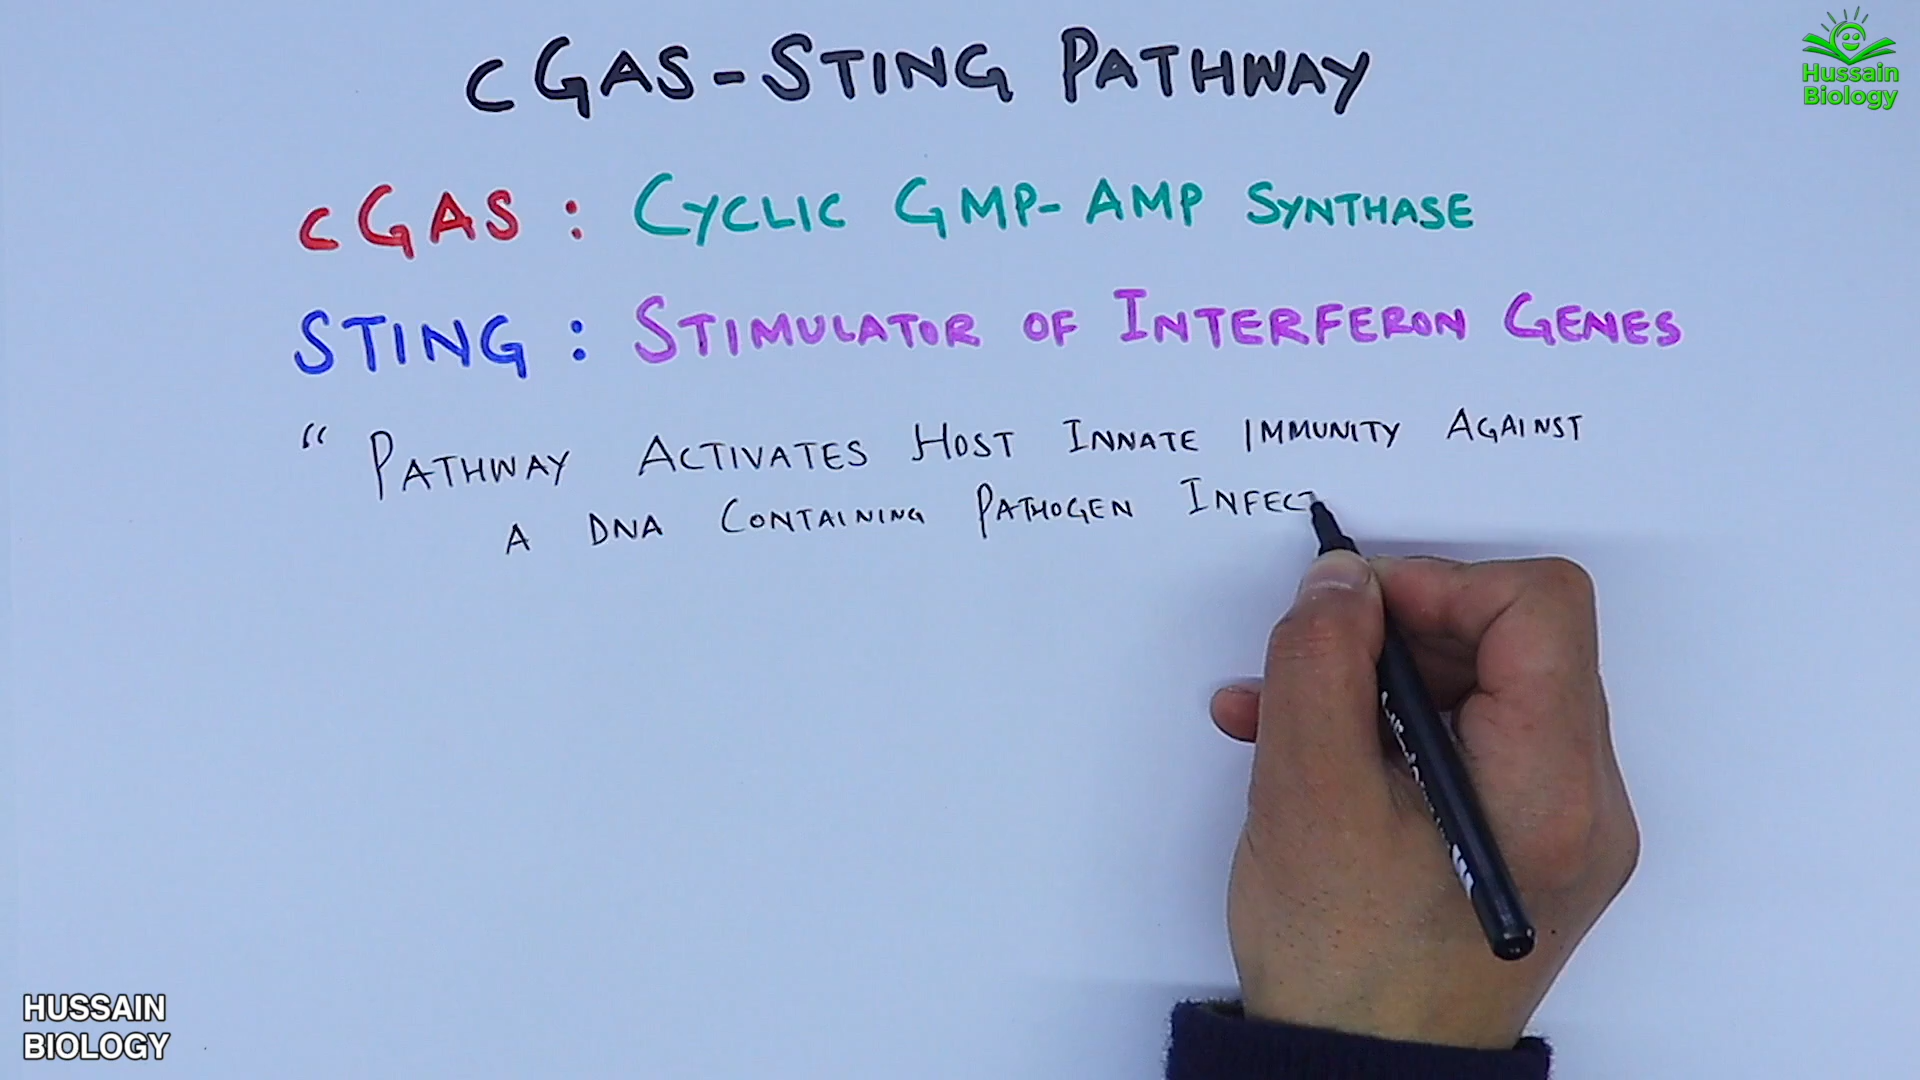 cGAS-STING PATHWAY
Hussain
Biology
cGAS : CYCLIC GMP-AMP SYNTHASE
STING : STIMULATOR OF INTERFERON GENES
“ PATHWAY ACTIVATES HOST INNATE IMMUNITY AGAINST
A DNA CONTAINING PATHOGEN INFECT
HUSSAIN
BIOLOGY